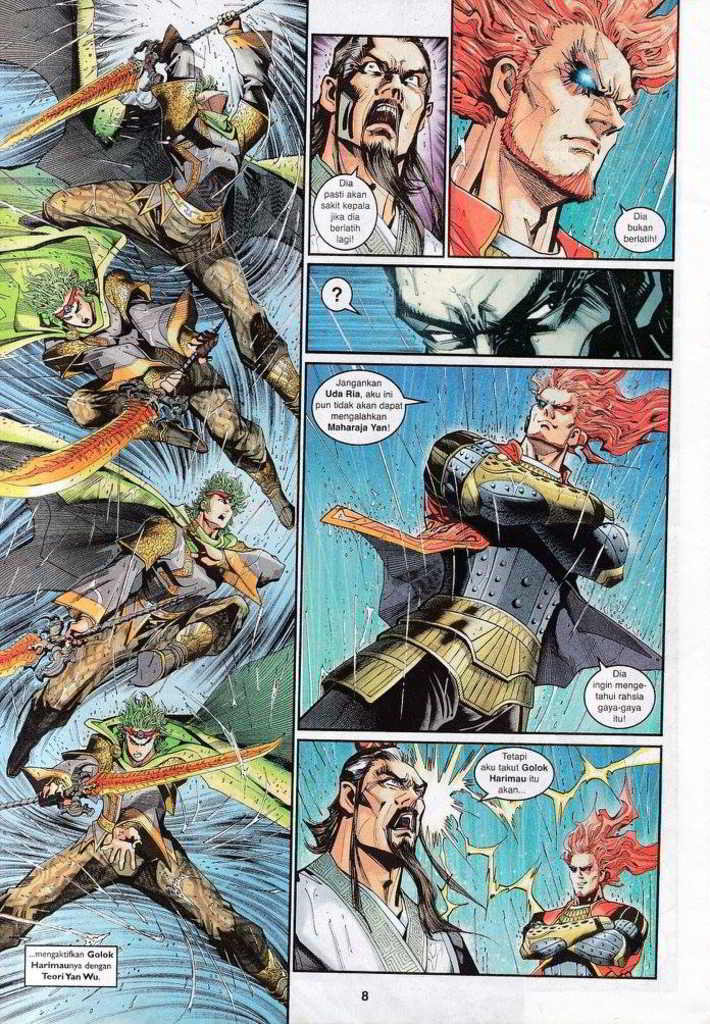 Dia
pasti akan
sakit kepala
jika dia
berlatih
lagi!
Dia
bukan
berlatih!
?
Jangankan
Uda Ria, aku ini
pun tidak akan dapat
mengalahkan
Maharaja Yan!
Dia
ingin menge-
tahui rahsia
gaya-gaya
itu!
Tetapi
aku takut Golok
Harimau itu
akan...
...mengaktifkan Golok
Harimaunya dengan
Teori Yan Wu.
8